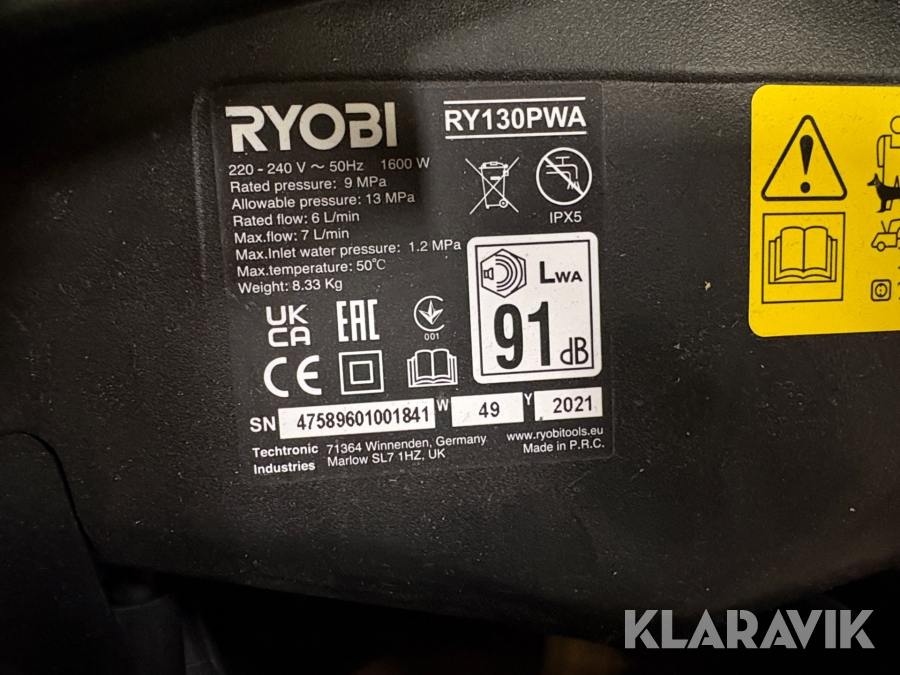 RYOBI
RY130PWA
220 - 240 V ~ 50Hz 1600 W
Rated pressure: 9 MPa
Allowable pressure: 13 MPa
Rated flow: 6 L/min
Max.flow: 7 L/min
Max.Inlet water pressure: 1.2 MPa
Max.temperature: 50℃
Weight: 8.33 Kg
IPX5
LWA
91 dB
UK
CA
EAC
001
CE
SN 47589601001841 W 49 Y 2021
Techtronic
Industries
71364 Winnenden, Germany
Marlow SL7 1HZ, UK
www.ryobitools.eu
Made in P.R.C.
KLARAVIK